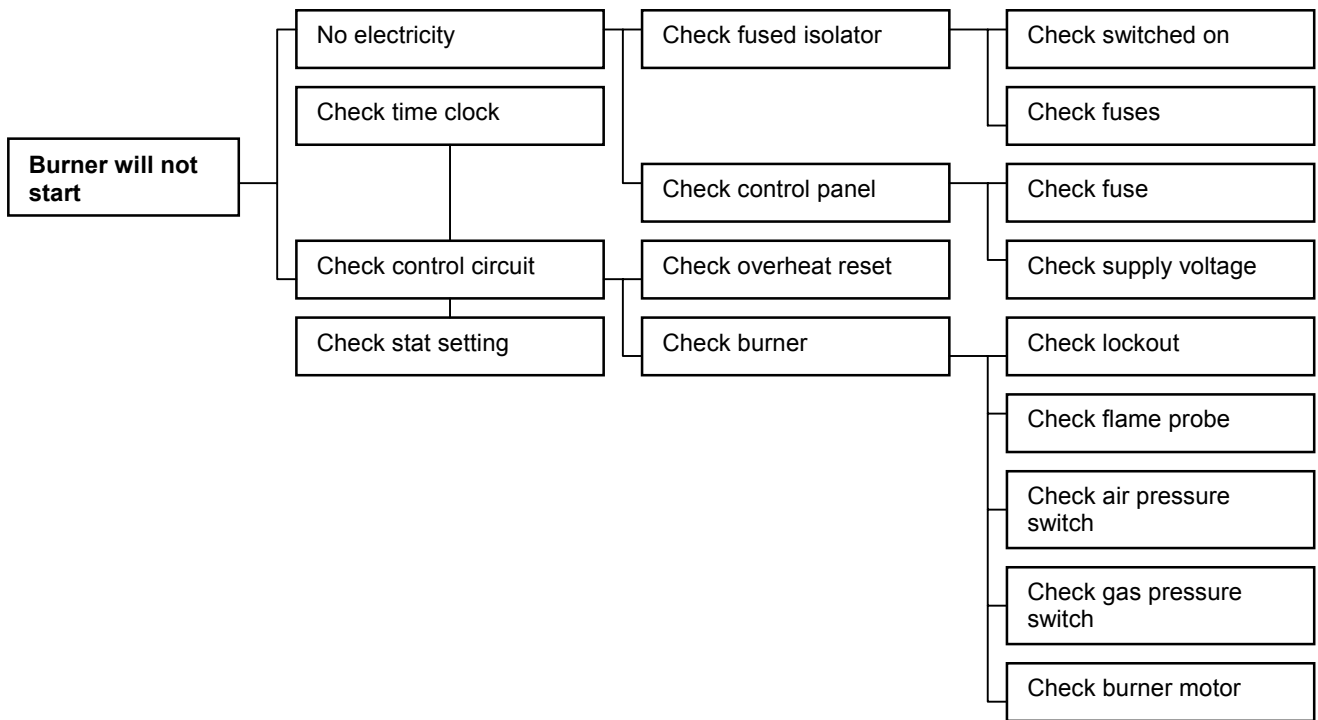 No electricity
Check fused isolator
Check switched on
Check time clock
Check fuses
Burner will not
start
Check control panel
Check fuse
Check control circuit
Check overheat reset
Check supply voltage
Check stat setting
Check burner
Check lockout
Check flame probe
Check air pressure
switch
Check gas pressure
switch
Check burner motor